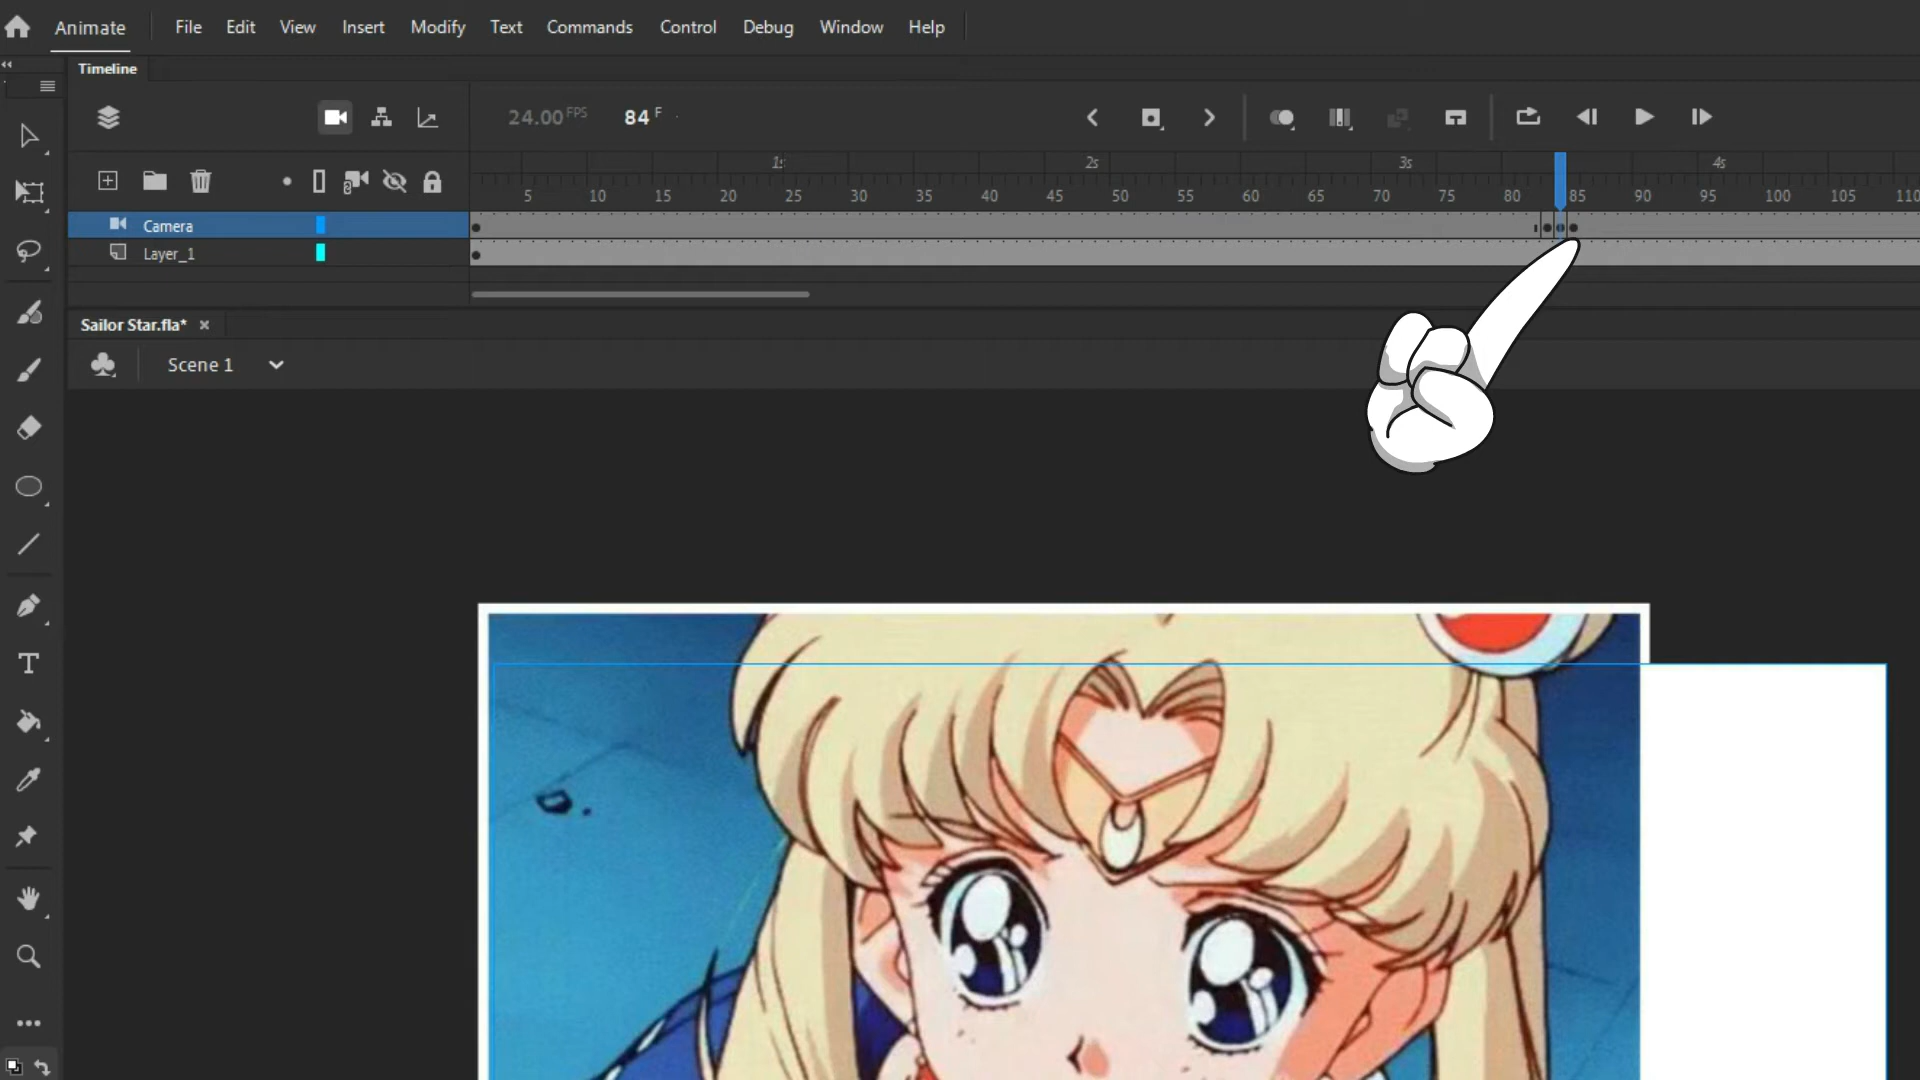 Animate File Edit View Insert Modify Text Commands Control Debug Window Help
Timeline
24.00 FPS 84 F
1s 2s 3s 4s
5 10 15 20 25 30 35 40 45 50 55 60 65 70 75 80 85 90 95 100 105 110
Camera
Layer_1
Sailor Star.fla* ×
Scene 1